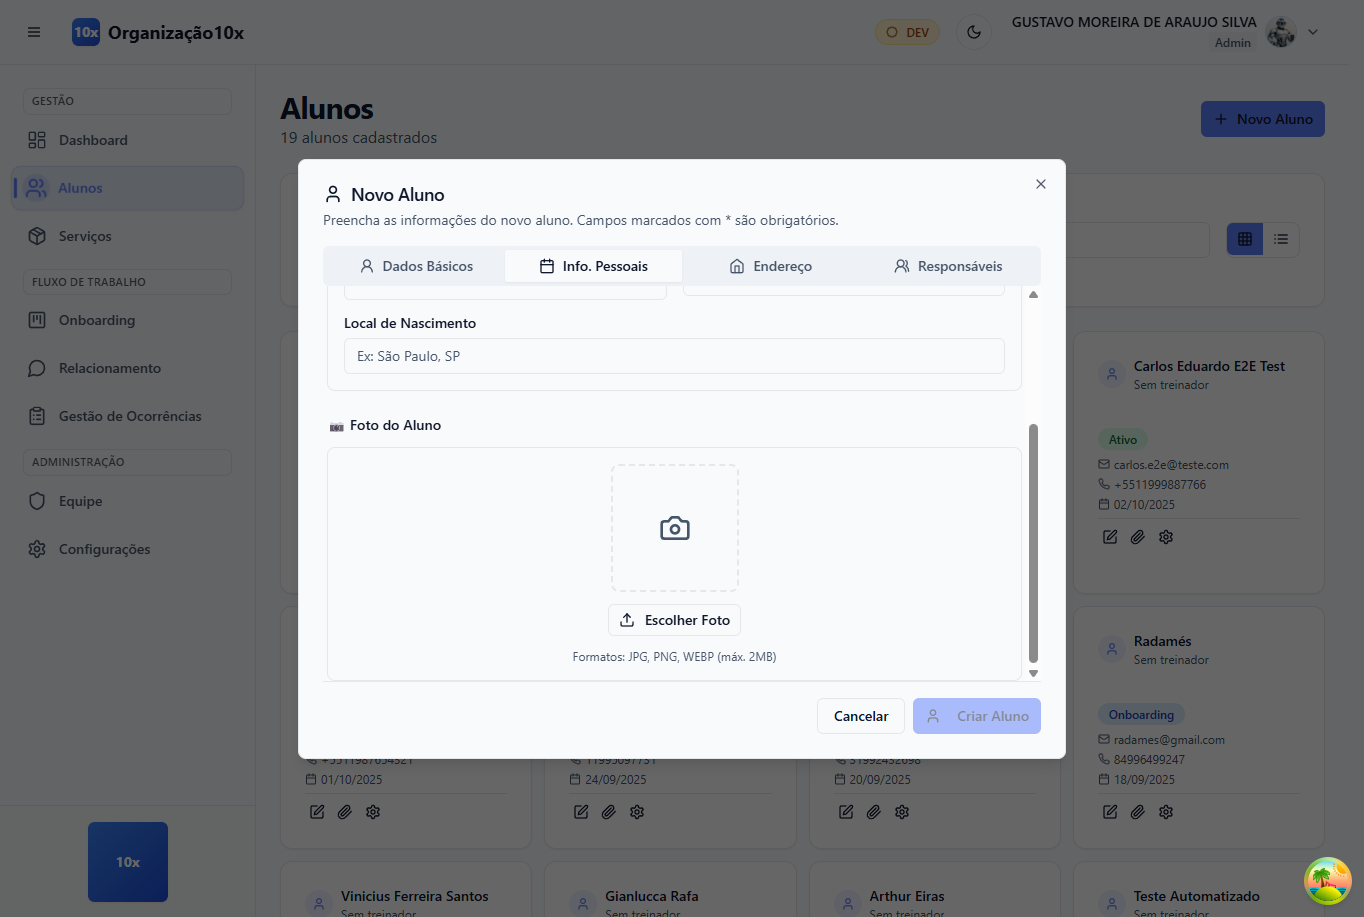 10x Organização10x
DEV
GUSTAVO MOREIRA DE ARAUJO SILVA
Admin
GESTÃO
Dashboard
Alunos
Serviços
FLUXO DE TRABALHO
Onboarding
Relacionamento
Gestão de Ocorrências
ADMINISTRAÇÃO
Equipe
Configurações
10x
Alunos
19 alunos cadastrados
Novo Aluno
Novo Aluno
Preencha as informações do novo aluno. Campos marcados com * são obrigatórios.
Dados Básicos
Info. Pessoais
Endereço
Responsáveis
Local de Nascimento
Ex: São Paulo, SP
Foto do Aluno
Escolher Foto
Formatos: JPG, PNG, WEBP (máx. 2MB)
Cancelar
Criar Aluno
Carlos Eduardo E2E Test
Sem treinador
Ativo
carlos.e2e@teste.com
+5511999887766
02/10/2025
01/10/2025
24/09/2025
20/09/2025
Radamés
Sem treinador
Onboarding
radames@gmail.com
84996499247
18/09/2025
Vinicius Ferreira Santos
Sem treinador
Gianlucca Rafa
Sem treinador
Arthur Eiras
Sem treinador
Teste Automatizado
Sem treinador